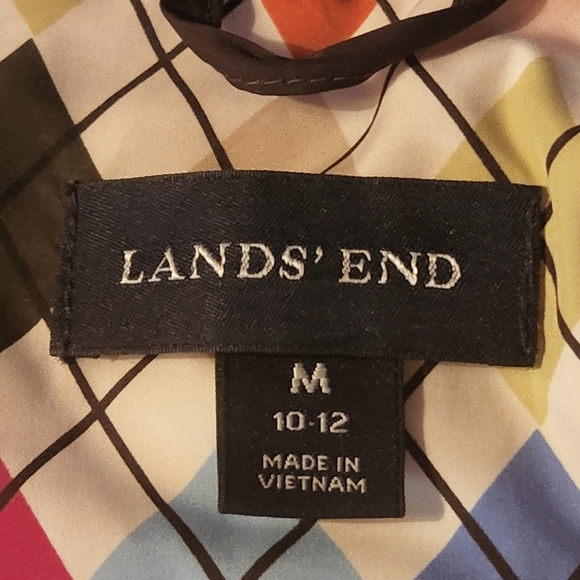 LANDS' END
M
10-12
MADE IN
VIETNAM